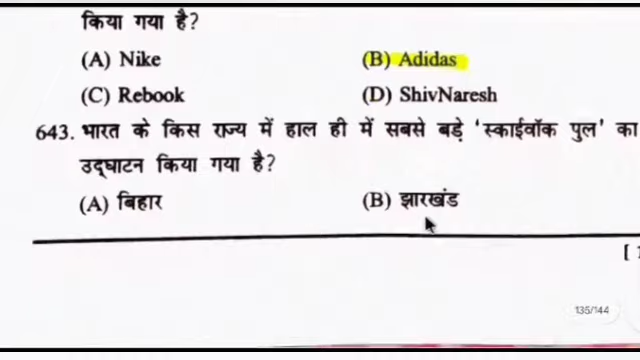 किया गया है?
(A) Nike (B) Adidas
(C) Rebook (D) ShivNaresh
643. भारत के किस राज्य में हाल ही में सबसे बड़े ‘स्काईवॉक पुल’ का
उद्घाटन किया गया है?
(A) बिहार (B) झारखंड
[
135/144